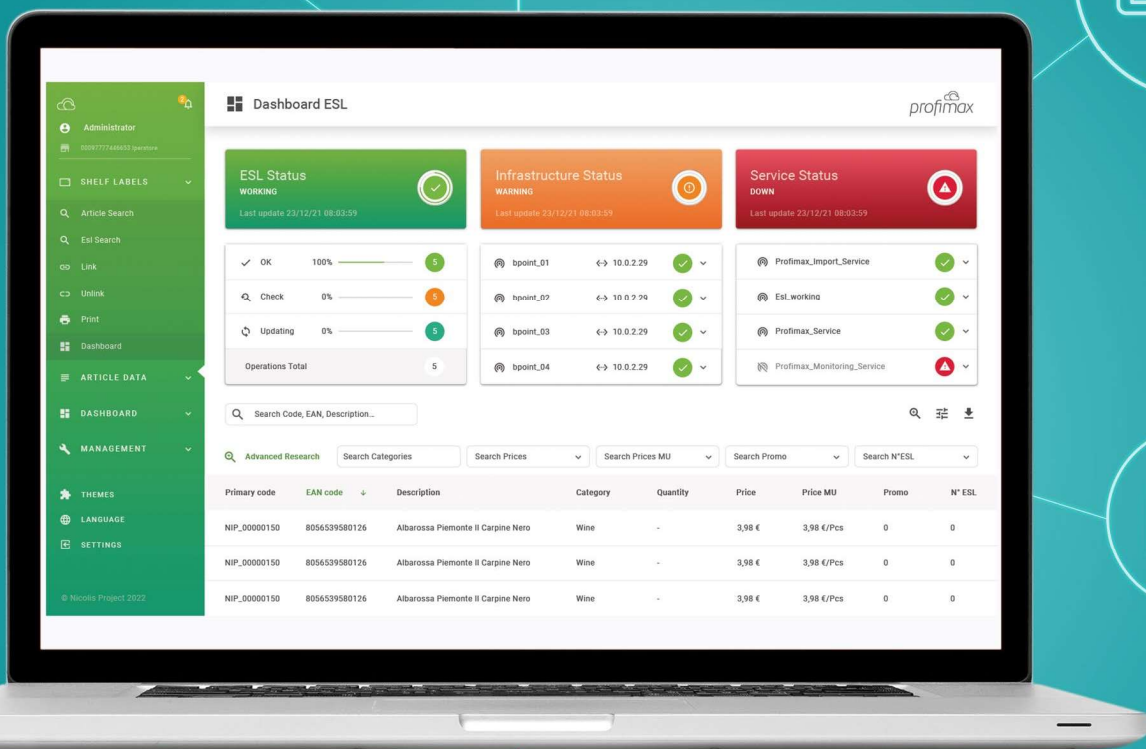 2
Administrator
SHELF LABELS
Article Search
Esl Search
Link
Unlink
Print
Dashboard
ARTICLE DATA
DASHBOARD
MANAGEMENT
THEMES
LANGUAGE
SETTINGS
© Nicolis Project 2022
Dashboard ESL
profimax
ESL Status
WORKING
Last update 23/12/21 08:03:59
Infrastructure Status
WARNING
Last update 23/12/21 08:03:59
Service Status
DOWN
Last update 23/12/21 08:03:59
OK 100% 5
Check 0% 5
Updating 0% 5
Operations Total 5
bpoint_01 10.0.2.29
bpoint_02 10.0.2.29
bpoint_03 10.0.2.29
bpoint_04 10.0.2.29
Profimax_Import_Service
Esl_working
Profimax_Service
Profimax_Monitoring_Service
Search Code, EAN, Description...
Advanced Research Search Categories Search Prices Search Prices MU Search Promo Search N°ESL
Primary code EAN code Description Category Quantity Price Price MU Promo N° ESL
NIP_00000150 8056539580126 Albarossa Piemonte Il Carpine Nero Wine - 3,98 € 3,98 €/Pcs 0 0
NIP_00000150 8056539580126 Albarossa Piemonte Il Carpine Nero Wine - 3,98 € 3,98 €/Pcs 0 0
NIP_00000150 8056539580126 Albarossa Piemonte Il Carpine Nero Wine - 3,98 € 3,98 €/Pcs 0 0